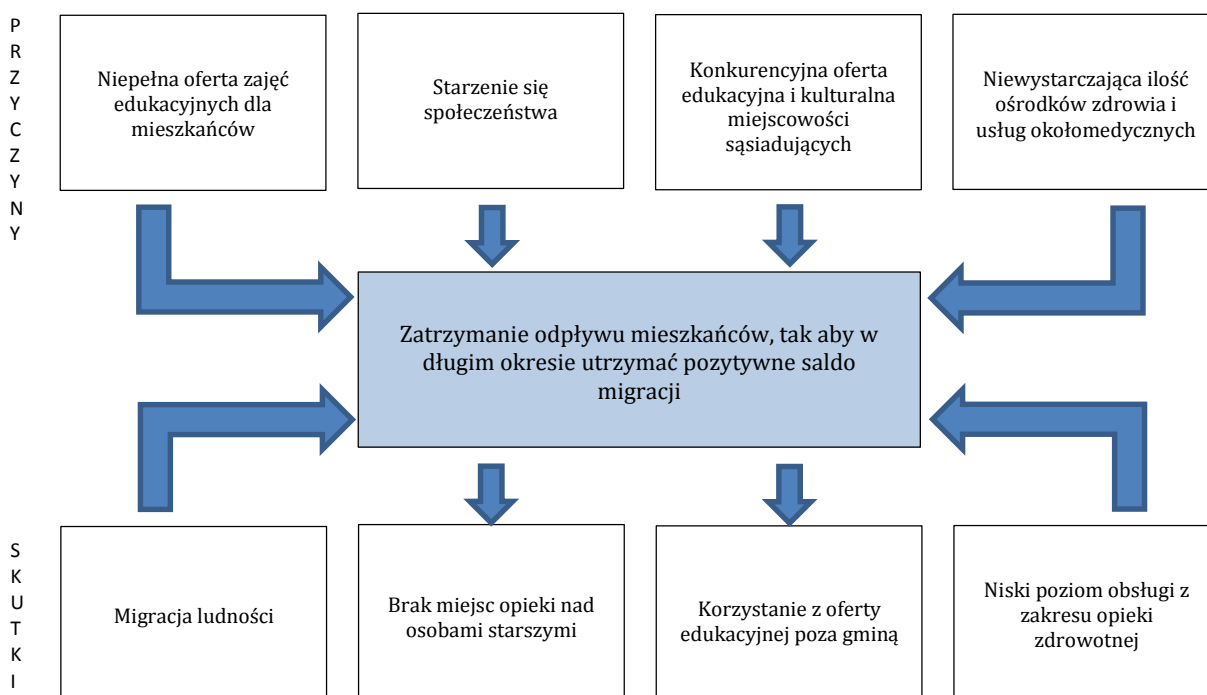 P
R
Z
Y
C
Z
Y
N
Y
Niepełna oferta zajęć
edukacyjnych dla
mieszkańców
Starzenie się
społeczeństwa
Konkurencyjna oferta
edukacyjna i kulturalna
miejscowości
sąsiadujących
Niewystarczająca ilość
ośrodków zdrowia i
usług okołomedycznych
Zatrzymanie odpływu mieszkańców, tak aby w
długim okresie utrzymać pozytywne saldo
migracji
S
K
U
T
K
I
Migracja ludności
Brak miejsc opieki nad
osobami starszymi
Korzystanie z oferty
edukacyjnej poza gminą
Niski poziom obsługi z
zakresu opieki
zdrowotnej